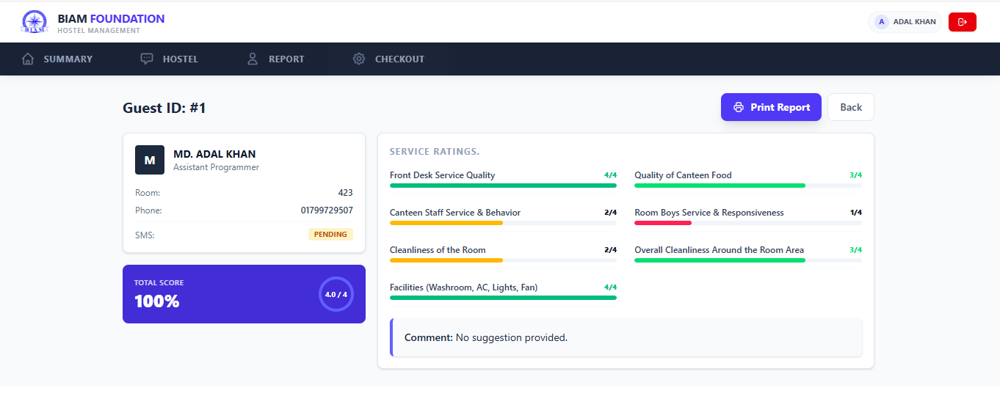 BIAM FOUNDATION
HOSTEL MANAGEMENT
BIAM
A ADAL KHAN
SUMMARY HOSTEL REPORT CHECKOUT
Guest ID: #1
Print Report Back
M
MD. ADAL KHAN
Assistant Programmer
Room: 423
Phone: 01799729507
SMS: PENDING
TOTAL SCORE
100%
4.0 / 4
SERVICE RATINGS.
Front Desk Service Quality 4/4
Quality of Canteen Food 3/4
Canteen Staff Service & Behavior 2/4
Room Boys Service & Responsiveness 1/4
Cleanliness of the Room 2/4
Overall Cleanliness Around the Room Area 3/4
Facilities (Washroom, AC, Lights, Fan) 4/4
Comment: No suggestion provided.